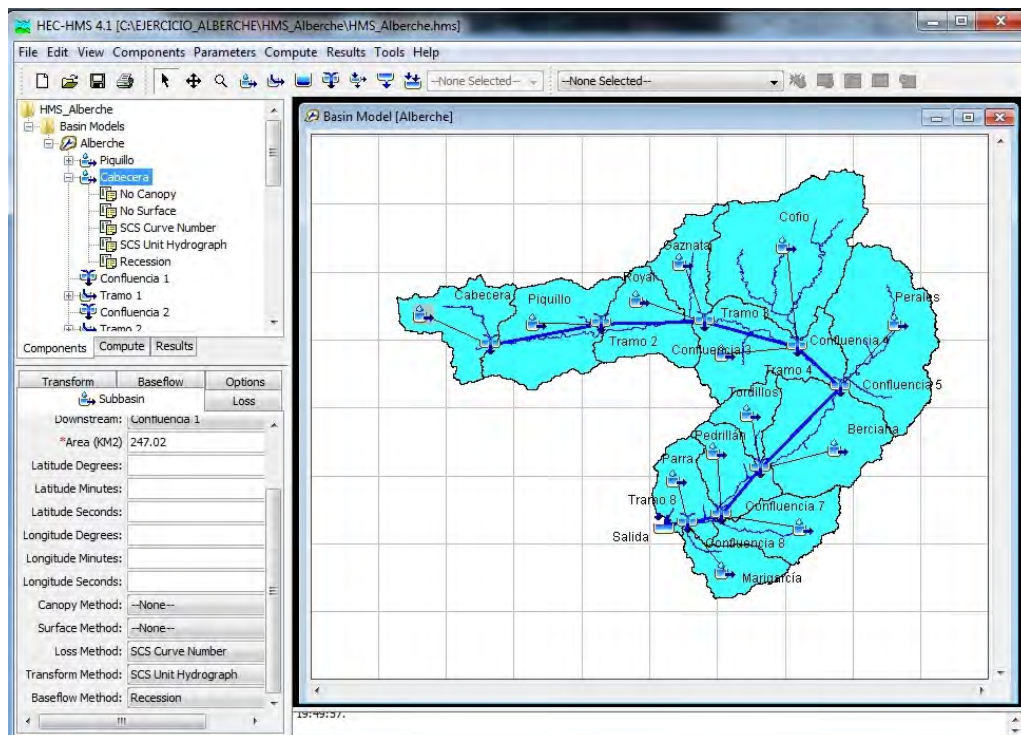 HEC-HMS 4.1 [C:\EJERCICIO_ALBERCHE\HMS_Alberche\HMS_Alberche.hms]
File Edit View Components Parameters Compute Results Tools Help
--None Selected-- --None Selected--
HMS_Alberche
Basin Models
Alberche
Piquillo
Cabecera
No Canopy
No Surface
SCS Curve Number
SCS Unit Hydrograph
Recession
Confluencia 1
Tramo 1
Confluencia 2
Tramo 2
Components Compute Results
Transform Baseflow Options
Subbasin Loss
Downstream: Confluencia 1
*Area (KM2) 247.02
Latitude Degrees:
Latitude Minutes:
Latitude Seconds:
Longitude Degrees:
Longitude Minutes:
Longitude Seconds:
Canopy Method: --None--
Surface Method: --None--
Loss Method: SCS Curve Number
Transform Method: SCS Unit Hydrograph
Baseflow Method: Recession
Basin Model [Alberche]
Cofio
Gaznata
Royal
Cabecera
Piquillo
Perales
Tramo 3
Tramo 2
Confluencia 3
Confluencia 4
Tramo 4
Confluencia 5
Tordillos
Berciana
Pedrillán
Parra
Tramo 8
Confluencia 7
Salida
Confluencia 8
Marigarcía
19:49:57.